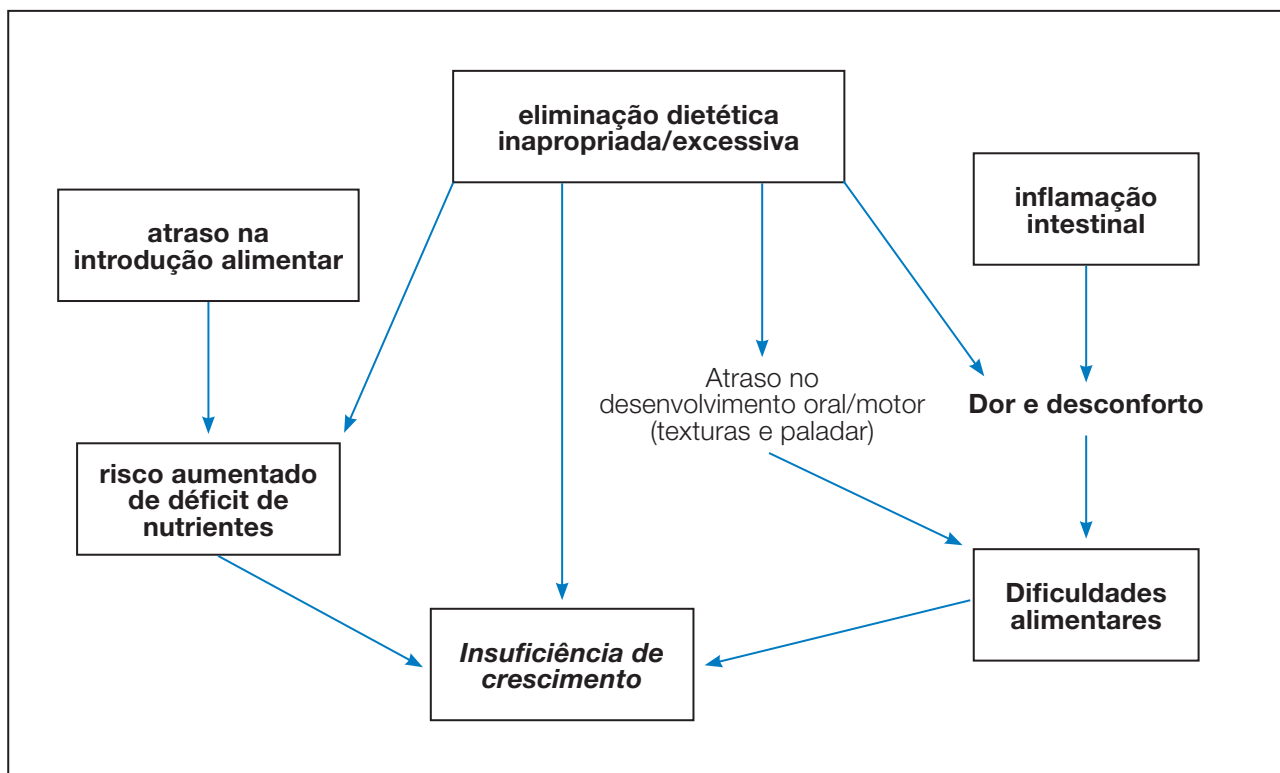 eliminação dietética
inapropriada/excessiva
inflamação
intestinal
atraso na
introdução alimentar
Atraso no
desenvolvimento oral/motor
(texturas e paladar)
Dor e desconforto
risco aumentado
de déficit de
nutrientes
Dificuldades
alimentares
Insuficiência de
crescimento